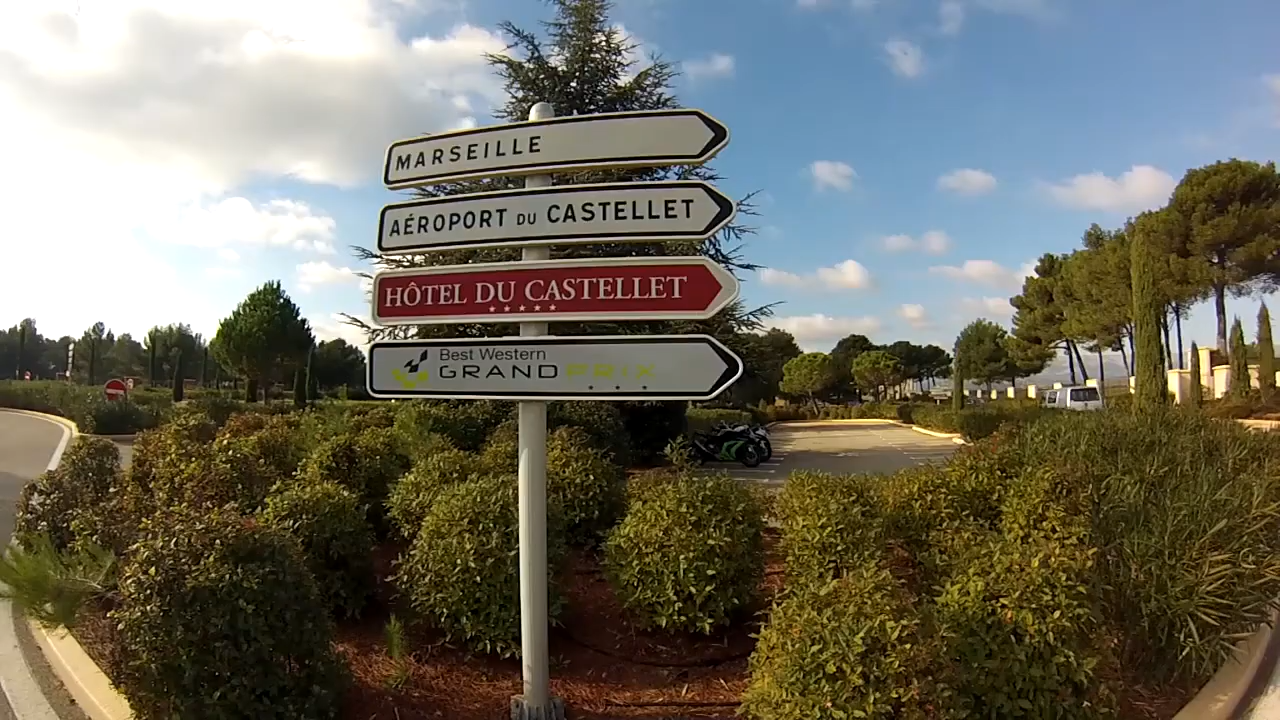 MARSEILLE
AÉROPORT DU CASTELLET
HÔTEL DU CASTELLET
Best Western
GRAND PRIX